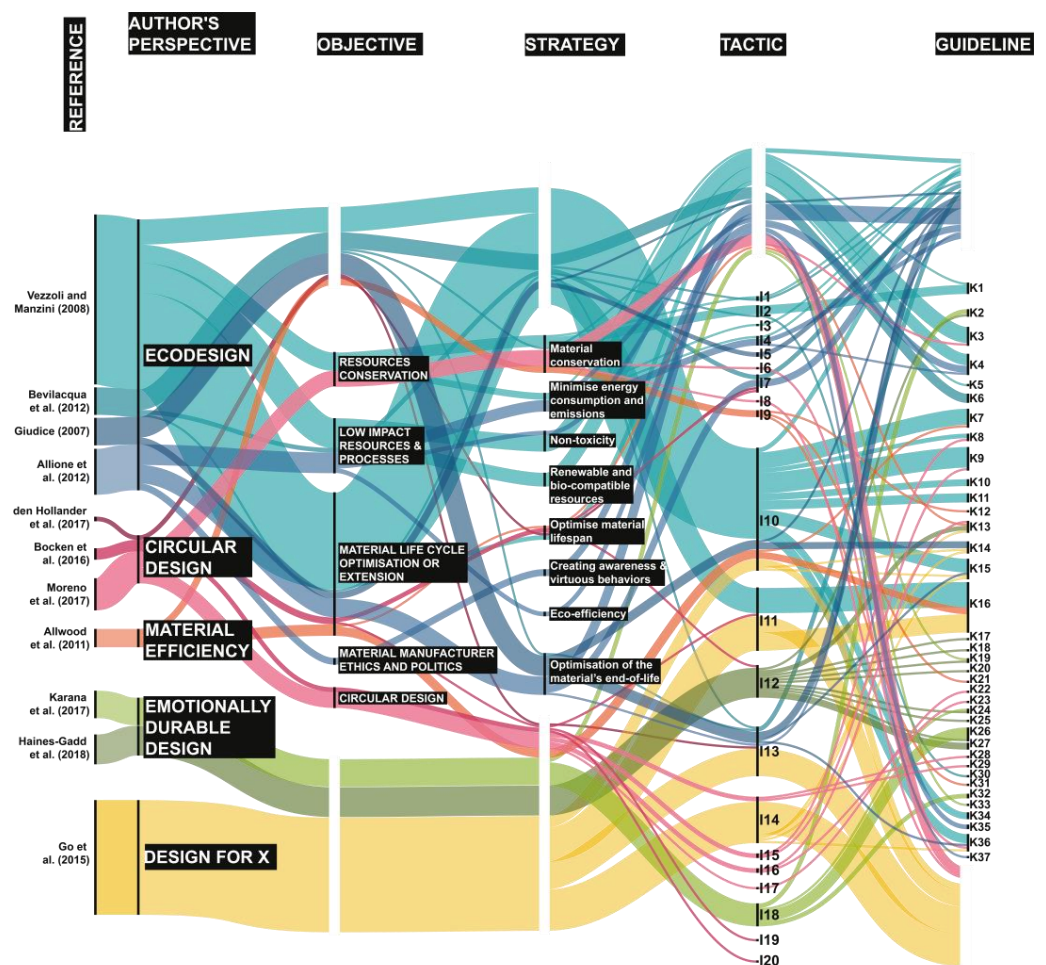 REFERENCE
AUTHOR'S
PERSPECTIVE
OBJECTIVE
STRATEGY
TACTIC
GUIDELINE
Vezzoli and
Manzini (2008)
Bevilacqua
et al. (2012)
Giudice (2007)
Allione et
al. (2012)
den Hollander
et al. (2017)
Bocken et
al. (2016)
Moreno et
al. (2017)
Allwood et
al. (2011)
Karana
et al. (2017)
Haines-Gadd
et al. (2018)
Go et
al. (2015)
ECODESIGN
CIRCULAR
DESIGN
MATERIAL
EFFICIENCY
EMOTIONALLY
DURABLE
DESIGN
DESIGN FOR X
RESOURCES
CONSERVATION
LOW IMPACT
RESOURCES &
PROCESSES
MATERIAL LIFE CYCLE
OPTIMISATION OR
EXTENSION
MATERIAL MANUFACTURER
ETHICS AND POLITICS
CIRCULAR DESIGN
Material
conservation
Minimise energy
consumption and
emissions
Non-toxicity
Renewable and
bio-compatible
resources
Optimise material
lifespan
Creating awareness &
virtuous behaviors
Eco-efficiency
Optimisation of the
material's end-of-life
I1
I2
I3
I4
I5
I6
I7
I8
I9
I10
I11
I12
I13
I14
I15
I16
I17
I18
I19
I20
K1
K2
K3
K4
K5
K6
K7
K8
K9
K10
K11
K12
K13
K14
K15
K16
K17
K18
K19
K20
K21
K22
K23
K24
K25
K26
K27
K28
K29
K30
K31
K32
K33
K34
K35
K36
K37